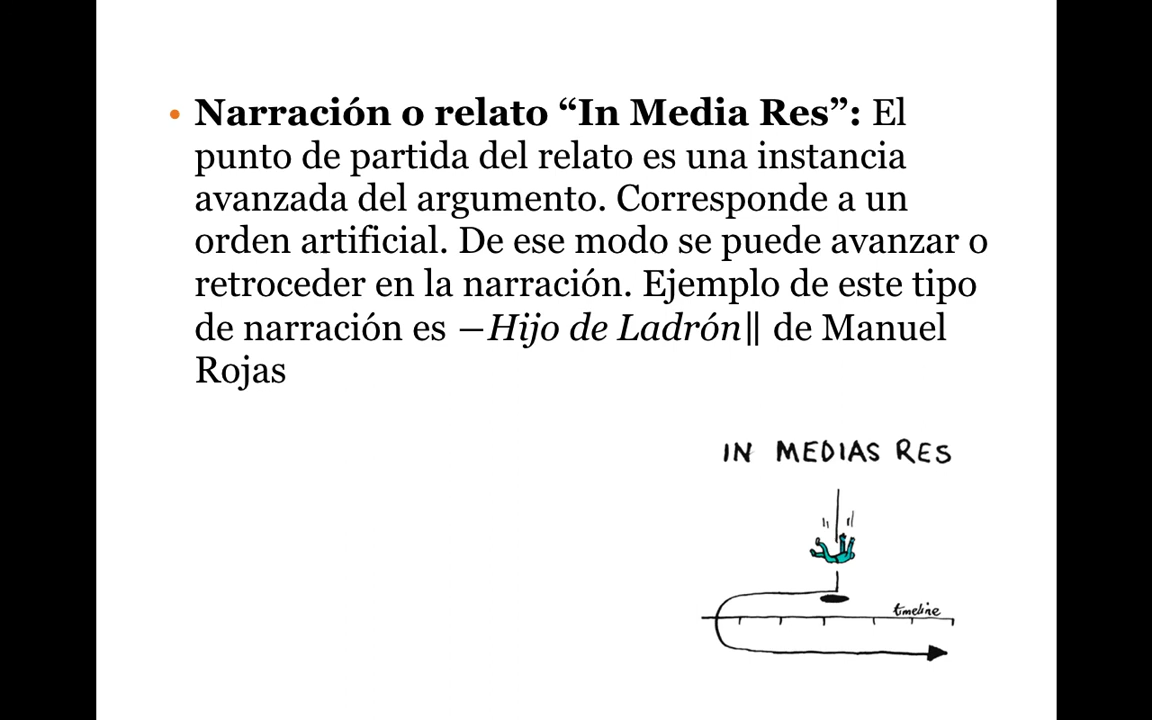 • Narración o relato “In Media Res”: El
punto de partida del relato es una instancia
avanzada del argumento. Corresponde a un
orden artificial. De ese modo se puede avanzar o
retroceder en la narración. Ejemplo de este tipo
de narración es ―Hijo de Ladrón‖ de Manuel
Rojas
IN MEDIAS RES
timeline